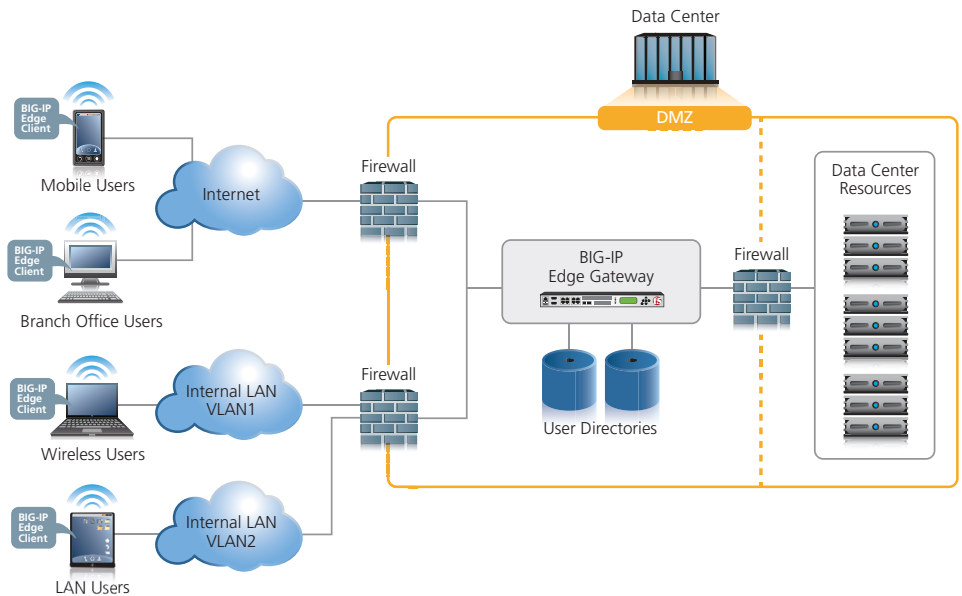 Data Center
DMZ
BIG-IP
Edge
Client
Mobile Users
Internet
Firewall
BIG-IP
Edge
Client
Branch Office Users
BIG-IP
Edge Gateway
Firewall
Data Center
Resources
BIG-IP
Edge
Client
Wireless Users
Internal LAN
VLAN1
Firewall
User Directories
BIG-IP
Edge
Client
LAN Users
Internal LAN
VLAN2